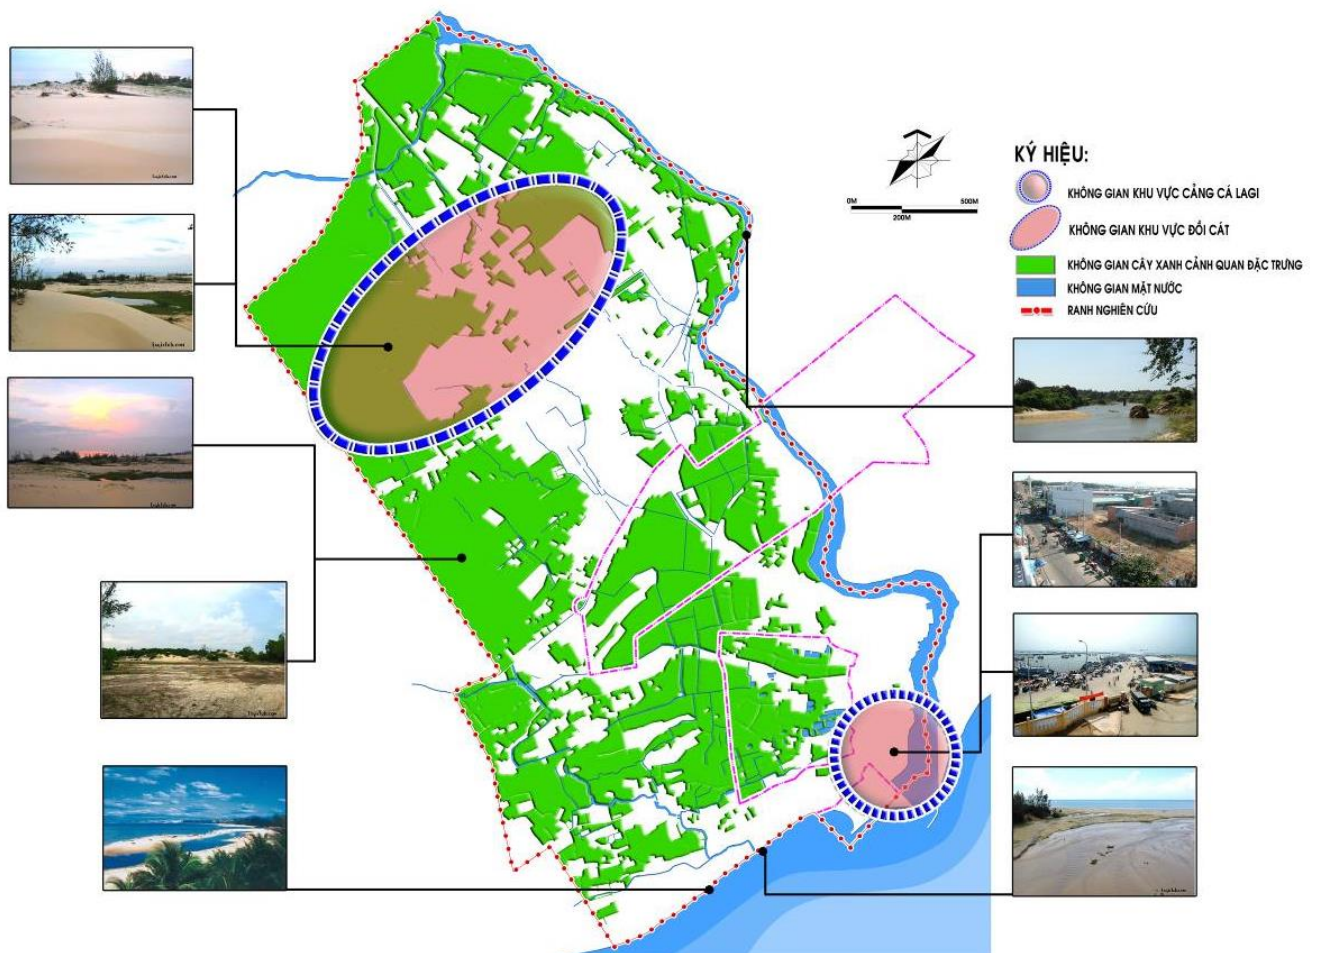 KÝ HIỆU:
KHÔNG GIAN KHU VỰC CẢNG CÁ LAGI
KHÔNG GIAN KHU VỰC ĐỒI CÁT
KHÔNG GIAN CÂY XANH CẢNH QUAN ĐẶC TRƯNG
KHÔNG GIAN MẶT NƯỚC
RANH NGHIÊN CỨU
0M
200M
500M